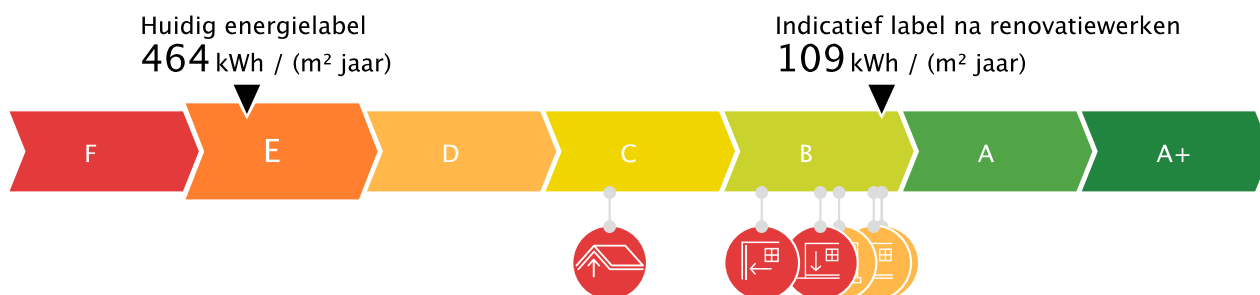 Huidig energielabel
464 kWh / (m² jaar)
Indicatief label na renovatiewerken
109 kWh / (m² jaar)
F E D C B A A+